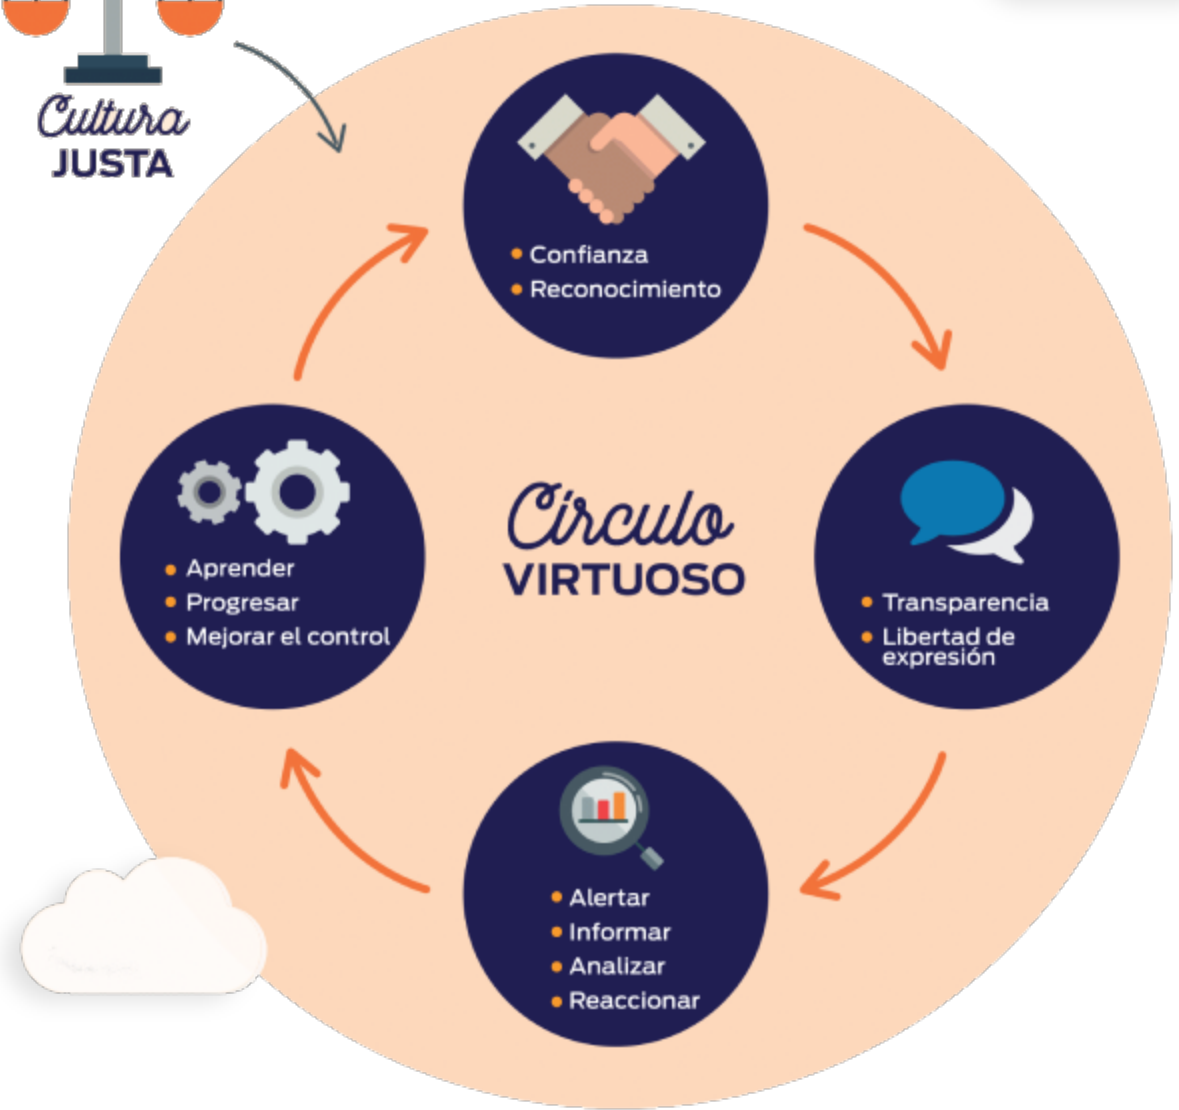 Cultura
JUSTA
Confianza
Reconocimiento
Transparencia
Libertad de
expresión
Círculo
VIRTUOSO
Aprender
Progresar
Mejorar el control
Alertar
Informar
Analizar
Reaccionar